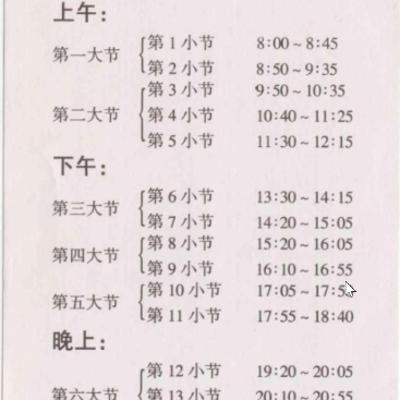 上午：
第一大节 第 1 小节 8:00～8:45
第 2 小节 8:50～9:35
第二大节 第 3 小节 9:50～10:35
第 4 小节 10:40～11:25
第 5 小节 11:30～12:15
下午：
第三大节 第 6 小节 13:30～14:15
第 7 小节 14:20～15:05
第四大节 第 8 小节 15:20～16:05
第 9 小节 16:10～16:55
第五大节 第 10 小节 17:05～
第 11 小节 17:55～18:40
晚上：
第六大节 第 12 小节 19:20～20:05
第 13 小节 20:10～20:55